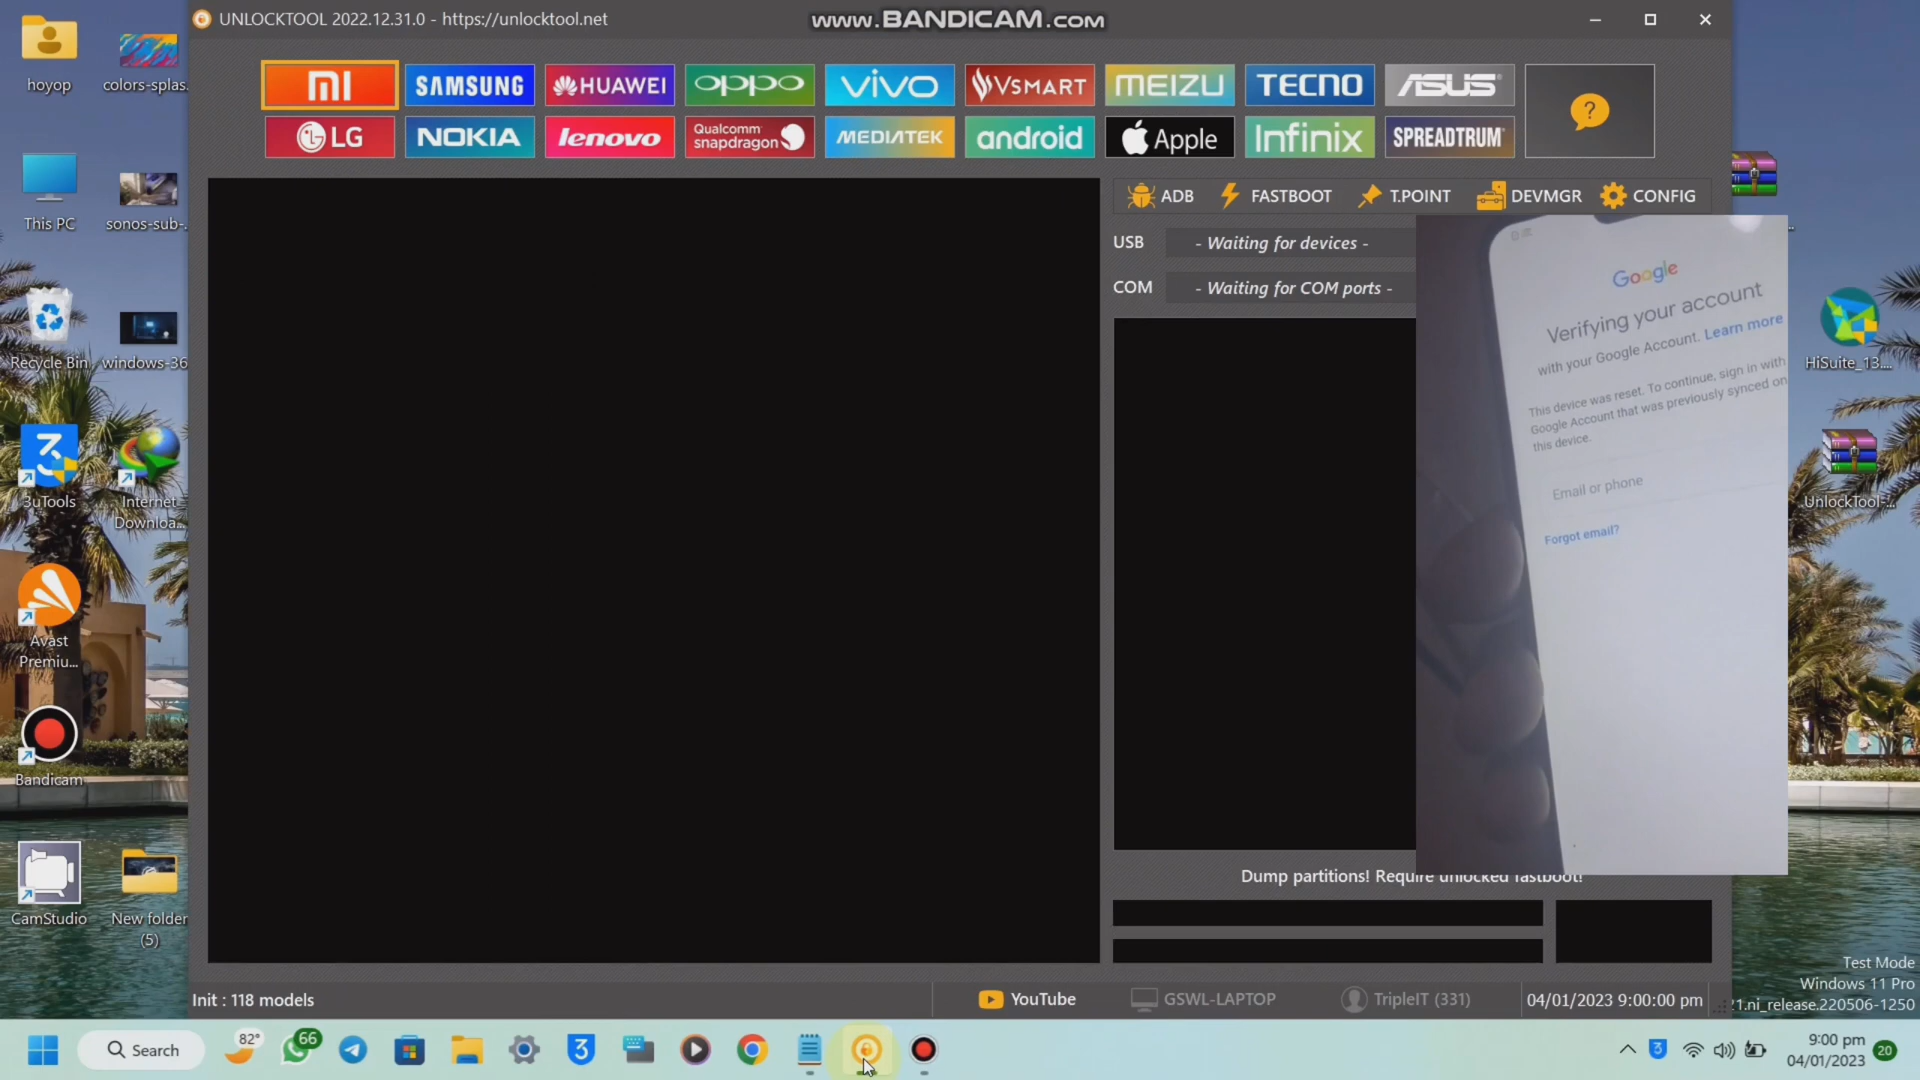 UNLOCKTOOL 2022.12.31.0 - https://unlocktool.net
www.BANDICAM.com
hoyop
colors-splas...
This PC
sonos-sub-...
Recycle Bin
windows-36
3uTools
Internet
Downloa...
Avast
Premiu...
Bandicam
CamStudio
New folder
(5)
mi
SAMSUNG
HUAWEI
oppo
vivo
VSMART
MEIZU
TECNO
ASUS
?
LG
NOKIA
lenovo
Qualcomm
snapdragon
MEDIATEK
android
Apple
Infinix
SPREADTRUM
ADB
FASTBOOT
T.POINT
DEVMGR
CONFIG
USB
- Waiting for devices -
COM
- Waiting for COM ports -
Google
Verifying your account
with your Google Account. Learn more
This device was reset. To continue, sign in with
Google Account that was previously synced on
this device.
Email or phone
Forgot email?
HiSuite_13....
UnlockTool-...
Dump partitions! Require unlocked fastboot!
Init : 118 models
YouTube
GSWL-LAPTOP
TripleIT (331)
04/01/2023 9:00:00 pm
Test Mode
Windows 11 Pro
1.ni_release.220506-1250
82°
66
Search
3
3
9:00 pm
04/01/2023
20